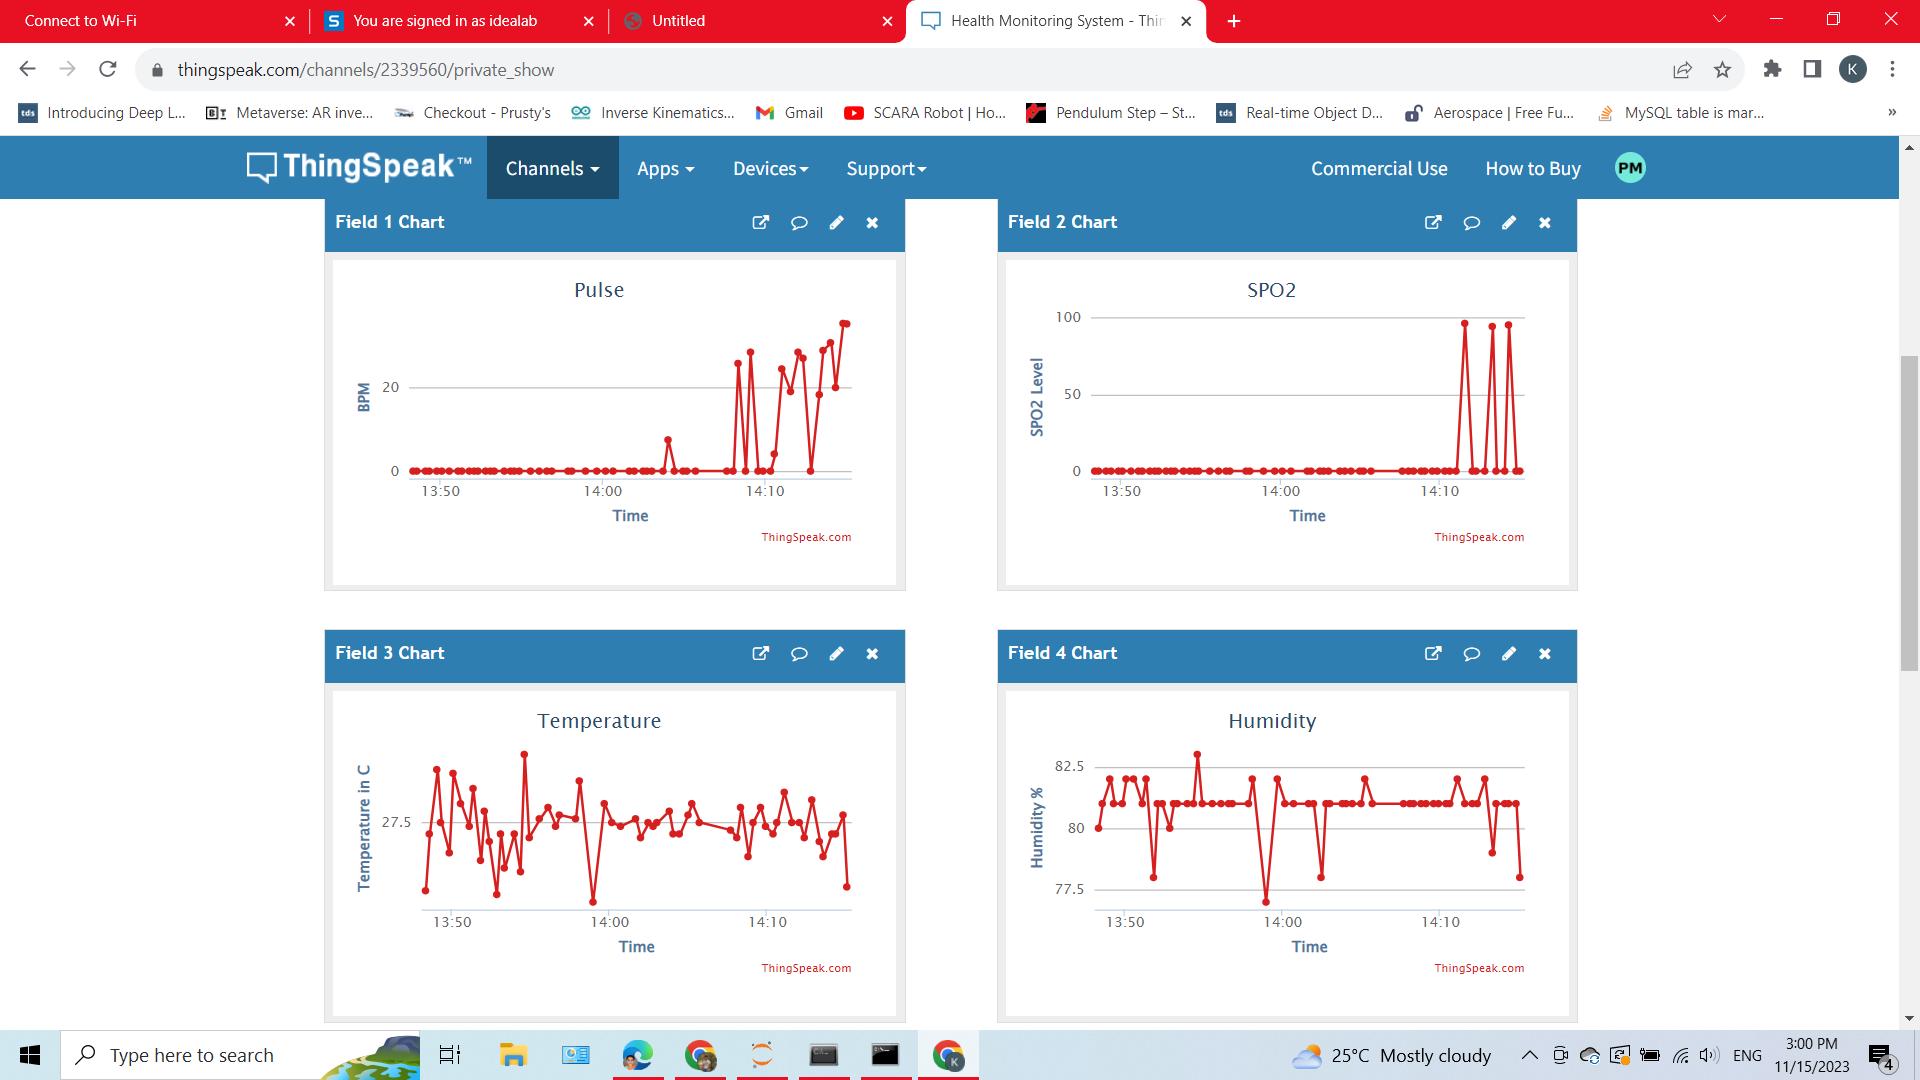 Connect to Wi-Fi
S You are signed in as idealab
Untitled
Health Monitoring System - Thin
thingspeak.com/channels/2339560/private_show
K
tds Introducing Deep L...
BT Metaverse: AR inve...
Checkout - Prusty's
Inverse Kinematics...
Gmail
SCARA Robot | Ho...
Pendulum Step – St...
tds Real-time Object D...
Aerospace | Free Fu...
MySQL table is mar...
»
ThingSpeak™
Channels
Apps
Devices
Support
Commercial Use
How to Buy
PM
Field 1 Chart
Pulse
BPM
20
0
13:50 14:00 14:10
Time
ThingSpeak.com
Field 2 Chart
SPO2
SPO2 Level
100
50
0
13:50 14:00 14:10
Time
ThingSpeak.com
Field 3 Chart
Temperature
Temperature in C
27.5
13:50 14:00 14:10
Time
ThingSpeak.com
Field 4 Chart
Humidity
Humidity %
82.5
80
77.5
13:50 14:00 14:10
Time
ThingSpeak.com
Type here to search
K
25°C Mostly cloudy
ENG
3:00 PM
11/15/2023
4